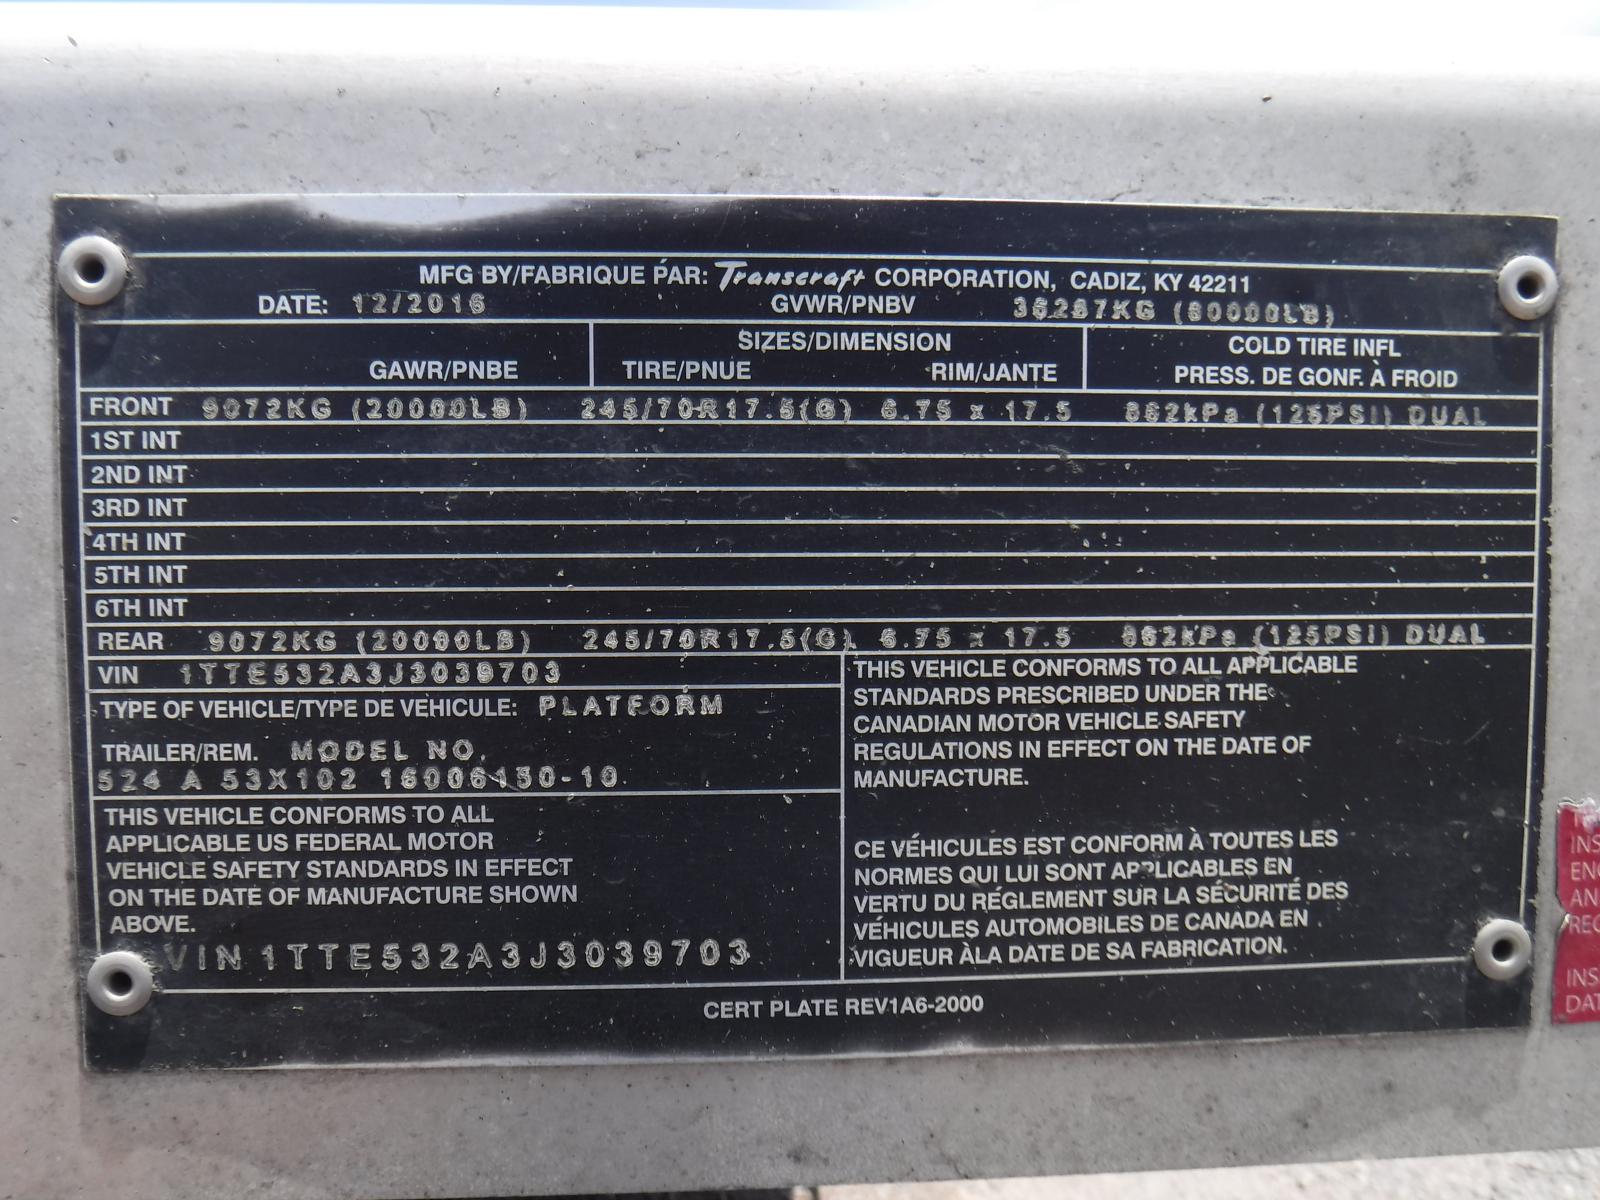 MFG BY/FABRIQUE PAR: Transcraft CORPORATION, CADIZ, KY 42211
DATE: 12/2016 GVWR/PNBV 36287KG (80000LB)
SIZES/DIMENSION COLD TIRE INFL
GAWR/PNBE TIRE/PNUE RIM/JANTE PRESS. DE GONF. À FROID
FRONT 9072KG (20000LB) 245/70R17.5(G) 6.75 x 17.5 862kPa (125PSI) DUAL
1ST INT
2ND INT
3RD INT
4TH INT
5TH INT
6TH INT
REAR 9072KG (20000LB) 245/70R17.5(G) 6.75 x 17.5 862kPa (125PSI) DUAL
VIN 1TTE532A3J3039703
TYPE OF VEHICLE/TYPE DE VÉHICULE: PLATFORM
TRAILER/REM. MODEL NO.
524 A 53X102 16006150-10
THIS VEHICLE CONFORMS TO ALL
APPLICABLE US FEDERAL MOTOR
VEHICLE SAFETY STANDARDS IN EFFECT
ON THE DATE OF MANUFACTURE SHOWN
ABOVE.
VIN 1TTE532A3J3039703
THIS VEHICLE CONFORMS TO ALL APPLICABLE
STANDARDS PRESCRIBED UNDER THE
CANADIAN MOTOR VEHICLE SAFETY
REGULATIONS IN EFFECT ON THE DATE OF
MANUFACTURE.
CE VÉHICULES EST CONFORM À TOUTES LES
NORMES QUI LUI SONT APPLICABLES EN
VERTU DU RÉGLEMENT SUR LA SÉCURITÉ DES
VÉHICULES AUTOMOBILES DE CANADA EN
VIGUEUR ÀLA DATE DE SA FABRICATION.
CERT PLATE REV1A6-2000
INS
ENG
AN
REC
INS
DAT